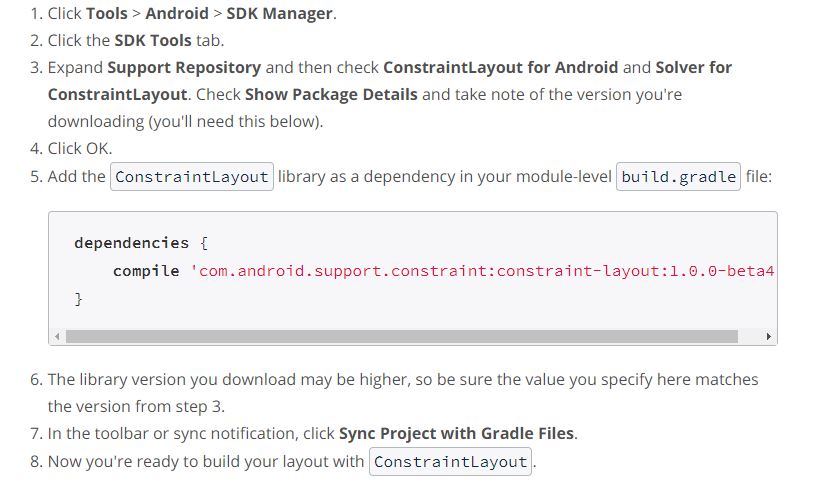 1. Click Tools > Android > SDK Manager.
2. Click the SDK Tools tab.
3. Expand Support Repository and then check ConstraintLayout for Android and Solver for
ConstraintLayout. Check Show Package Details and take note of the version you're
downloading (you'll need this below).
4. Click OK.
5. Add the ConstraintLayout library as a dependency in your module-level build.gradle file:
dependencies {
    compile 'com.android.support.constraint:constraint-layout:1.0.0-beta4
}
6. The library version you download may be higher, so be sure the value you specify here matches
the version from step 3.
7. In the toolbar or sync notification, click Sync Project with Gradle Files.
8. Now you're ready to build your layout with ConstraintLayout.